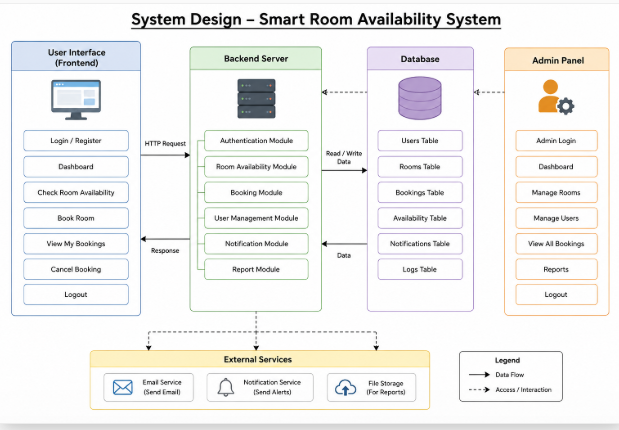 System Design – Smart Room Availability System
User Interface
(Frontend)
Login / Register
Dashboard
Check Room Availability
Book Room
View My Bookings
Cancel Booking
Logout
HTTP Request
Response
Backend Server
Authentication Module
Room Availability Module
Booking Module
User Management Module
Notification Module
Report Module
Read / Write
Data
Data
Database
Users Table
Rooms Table
Bookings Table
Availability Table
Notifications Table
Logs Table
Admin Panel
Admin Login
Dashboard
Manage Rooms
Manage Users
View All Bookings
Reports
Logout
External Services
Email Service
(Send Email)
Notification Service
(Send Alerts)
File Storage
(For Reports)
Legend
Data Flow
Access / Interaction